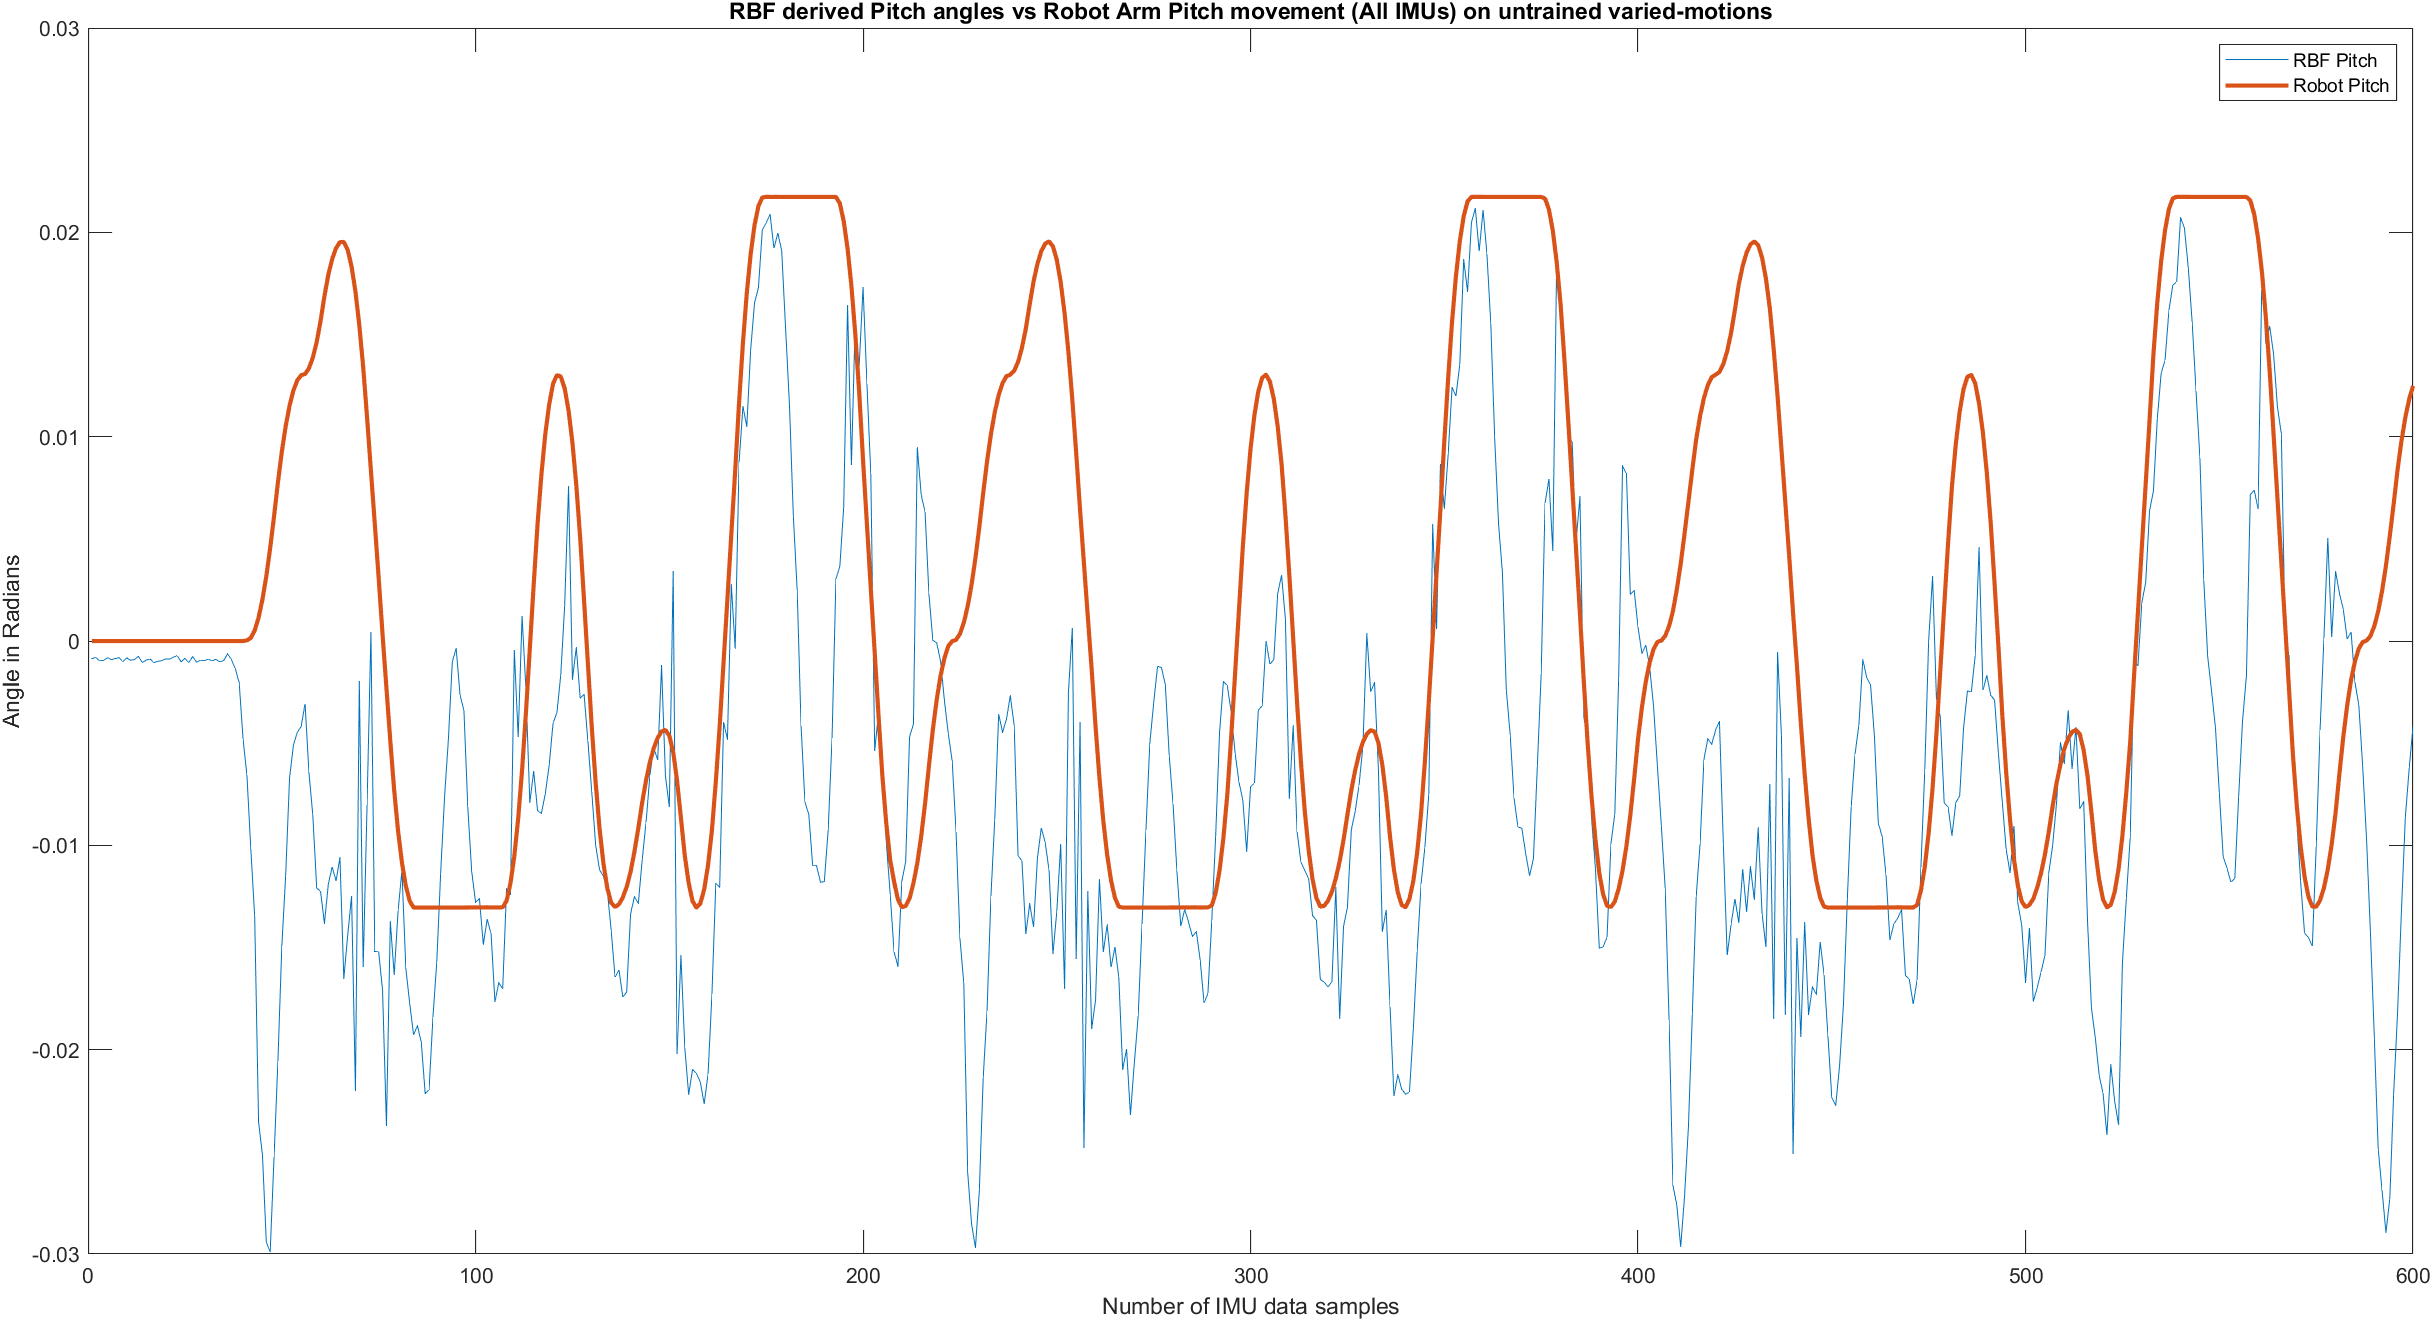 RBF derived Pitch angles vs Robot Arm Pitch movement (All IMUs) on untrained varied-motions
RBF Pitch
Robot Pitch
0.03
0.02
0.01
0
-0.01
-0.02
-0.03
Angle in Radians
0 100 200 300 400 500 600
Number of IMU data samples